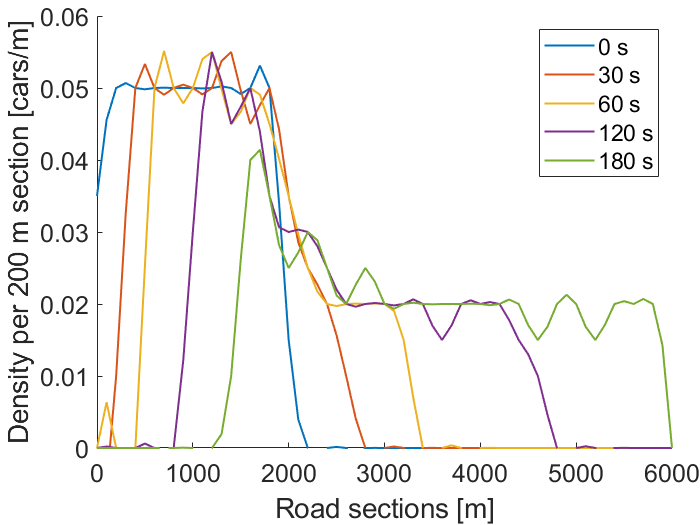 Density per 200 m section [cars/m]
0.06
0.05
0.04
0.03
0.02
0.01
0
0 s
30 s
60 s
120 s
180 s
0 1000 2000 3000 4000 5000 6000
Road sections [m]